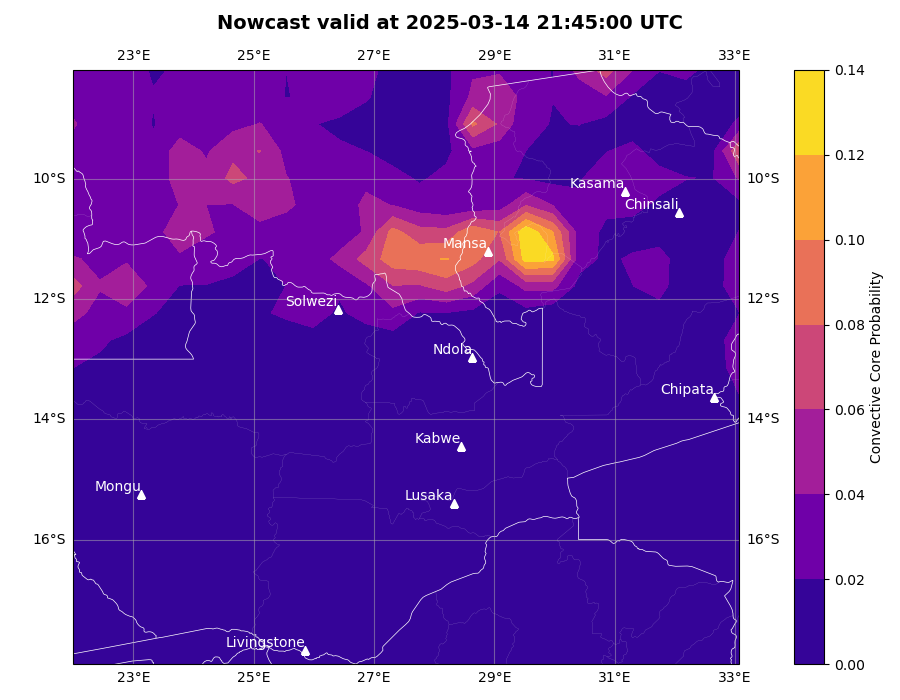 Nowcast valid at 2025-03-14 21:45:00 UTC
23°E 25°E 27°E 29°E 31°E 33°E
0.14
0.12
10°S Kasama 10°S
Chinsali
0.10
Mansa
12°S Solwezi 12°S
0.08
Ndola
Chipata
0.06
14°S 14°S
Kabwe
Mongu
Lusaka
0.04
16°S 16°S
0.02
Livingstone
0.00
23°E 25°E 27°E 29°E 31°E 33°E
Convective Core Probability